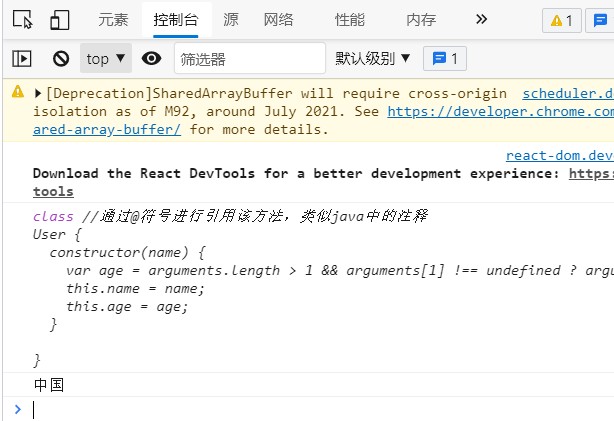 元素 控制台 源 网络 性能 内存 » 1
top ▼ 筛选器 默认级别 ▼ 1
[Deprecation]SharedArrayBuffer will require cross-origin scheduler.d
isolation as of M92, around July 2021. See https://developer.chrome.com
ared-array-buffer/ for more details.
react-dom.dev
Download the React DevTools for a better development experience: https:
tools
class //通过@符号进行引用该方法，类似java中的注释
User {
constructor(name) {
var age = arguments.length > 1 && arguments[1] !== undefined ? argu
this.name = name;
this.age = age;
}
}
中国
>